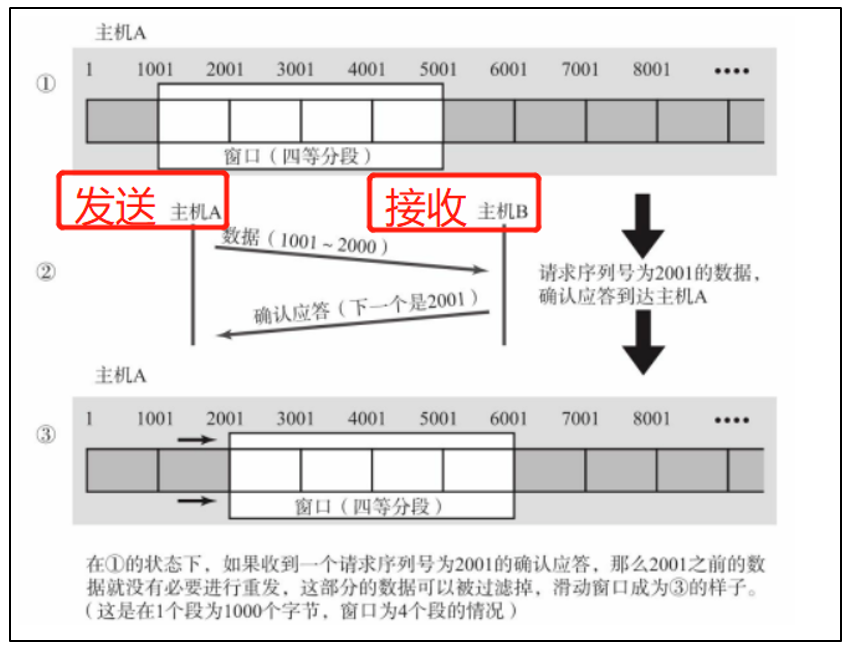 主机A
① 1 1001 2001 3001 4001 5001 6001 7001 8001 ••••
窗口（四等分段）
发送 主机A 接收 主机B
② 数据（1001～2000）
确认应答（下一个是2001）
请求序列号为2001的数据，
确认应答到达主机A
主机A
③ 1 1001 2001 3001 4001 5001 6001 7001 8001 ••••
窗口（四等分段）
在①的状态下，如果收到一个请求序列号为2001的确认应答，那么2001之前的数
据就没有必要进行重发，这部分的数据可以被过滤掉，滑动窗口成为③的样子。
（这是在1个段为1000个字节，窗口为4个段的情况）